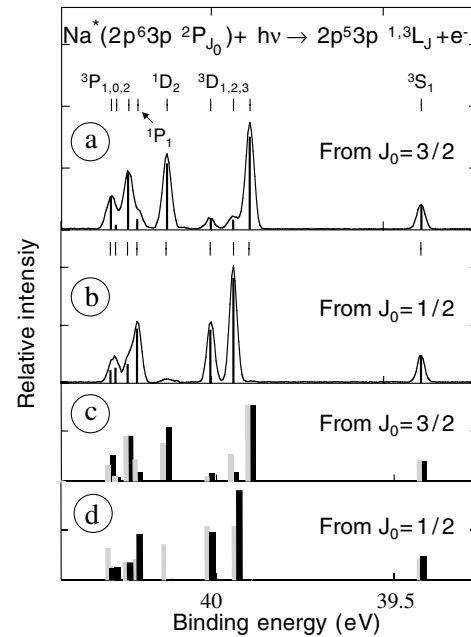 Na*(2p⁶3p ²P_J₀)+ hν → 2p⁵3p ¹,³L_J +e⁻
³P₁,₀,₂ ¹D₂ ³D₁,₂,₃ ³S₁
¹P₁
a
From J₀=3/2
b
From J₀=1/2
c
From J₀=3/2
d
From J₀=1/2
Relative intensiy
40 39.5
Binding energy (eV)